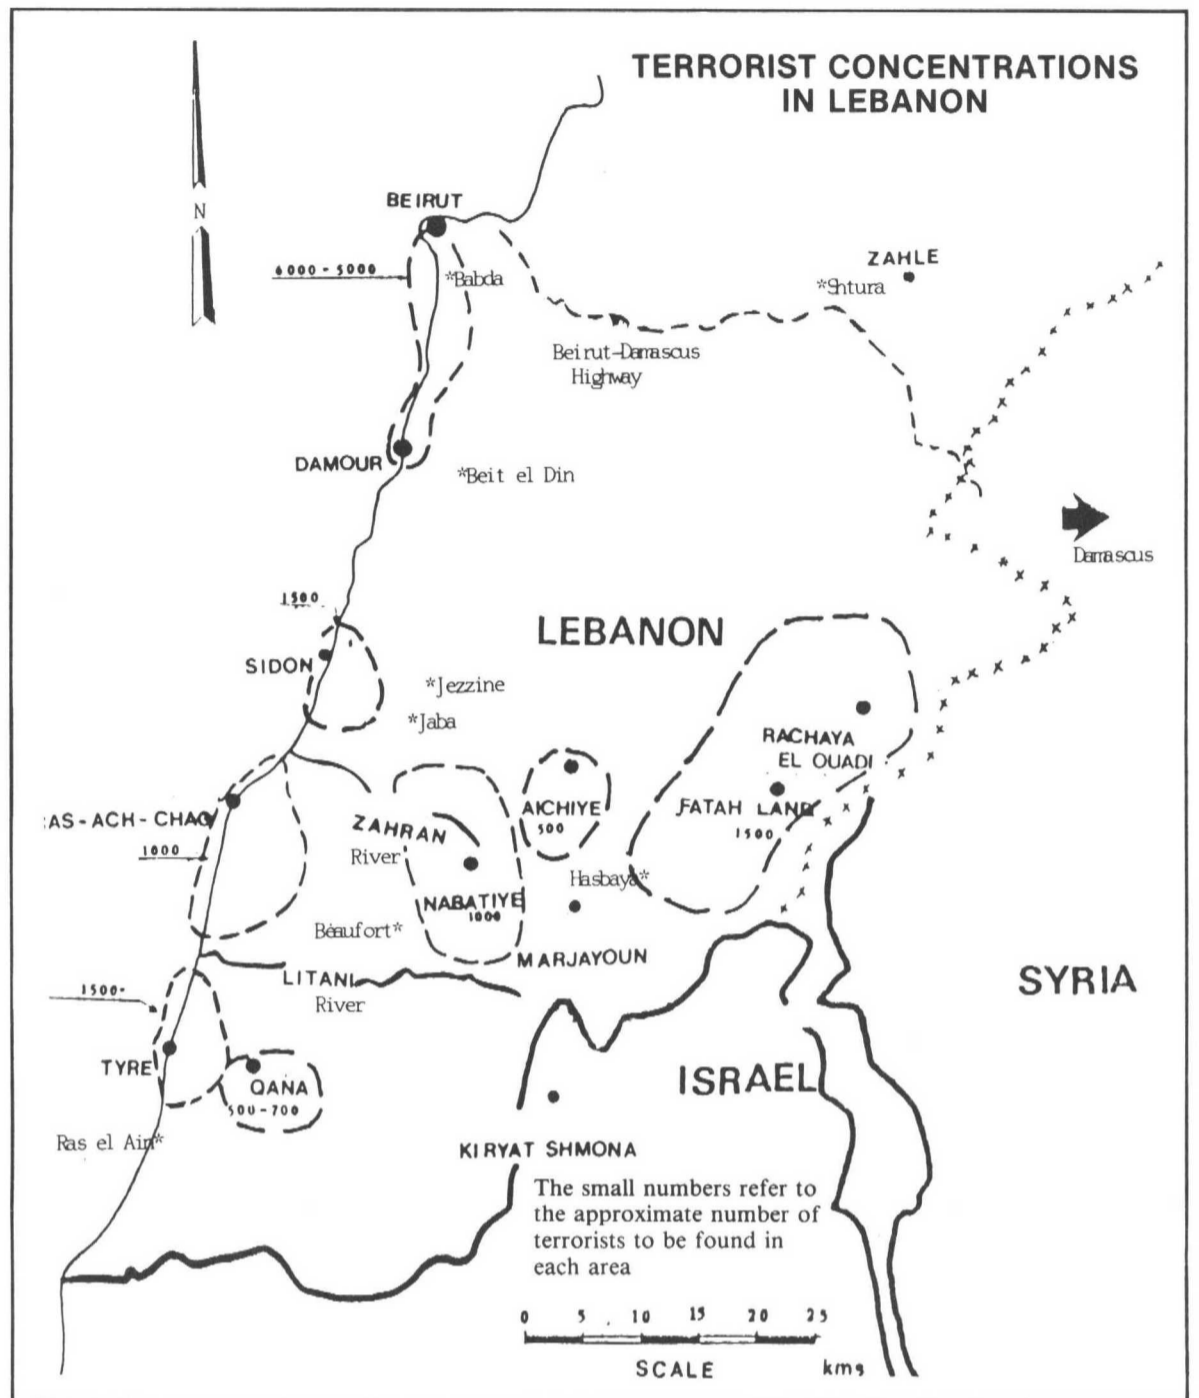 TERRORIST CONCENTRATIONS
IN LEBANON
N
BEIRUT
ZAHLE
*Babda
*Shtura
Beirut-Damascus
Highway
DAMOUR
*Beit el Din
Damascus
1500
LEBANON
SIDON
*Jezzine
*Jaba
RACHAYA
EL OUADI
AICHIYE
500
FATAH LAND
1500
AS-ACH-CHAQ
1000
ZAHRAN
River
Hasbaya*
NABATIYE
1000
Beaufort*
MARJAYOUN
LITANI
River
SYRIA
1500-
TYRE
QANA
500-700
ISRAEL
Ras el Ain*
KIRYAT SHMONA
The small numbers refer to
the approximate number of
terrorists to be found in
each area
0 5 10 15 20 25
SCALE kms